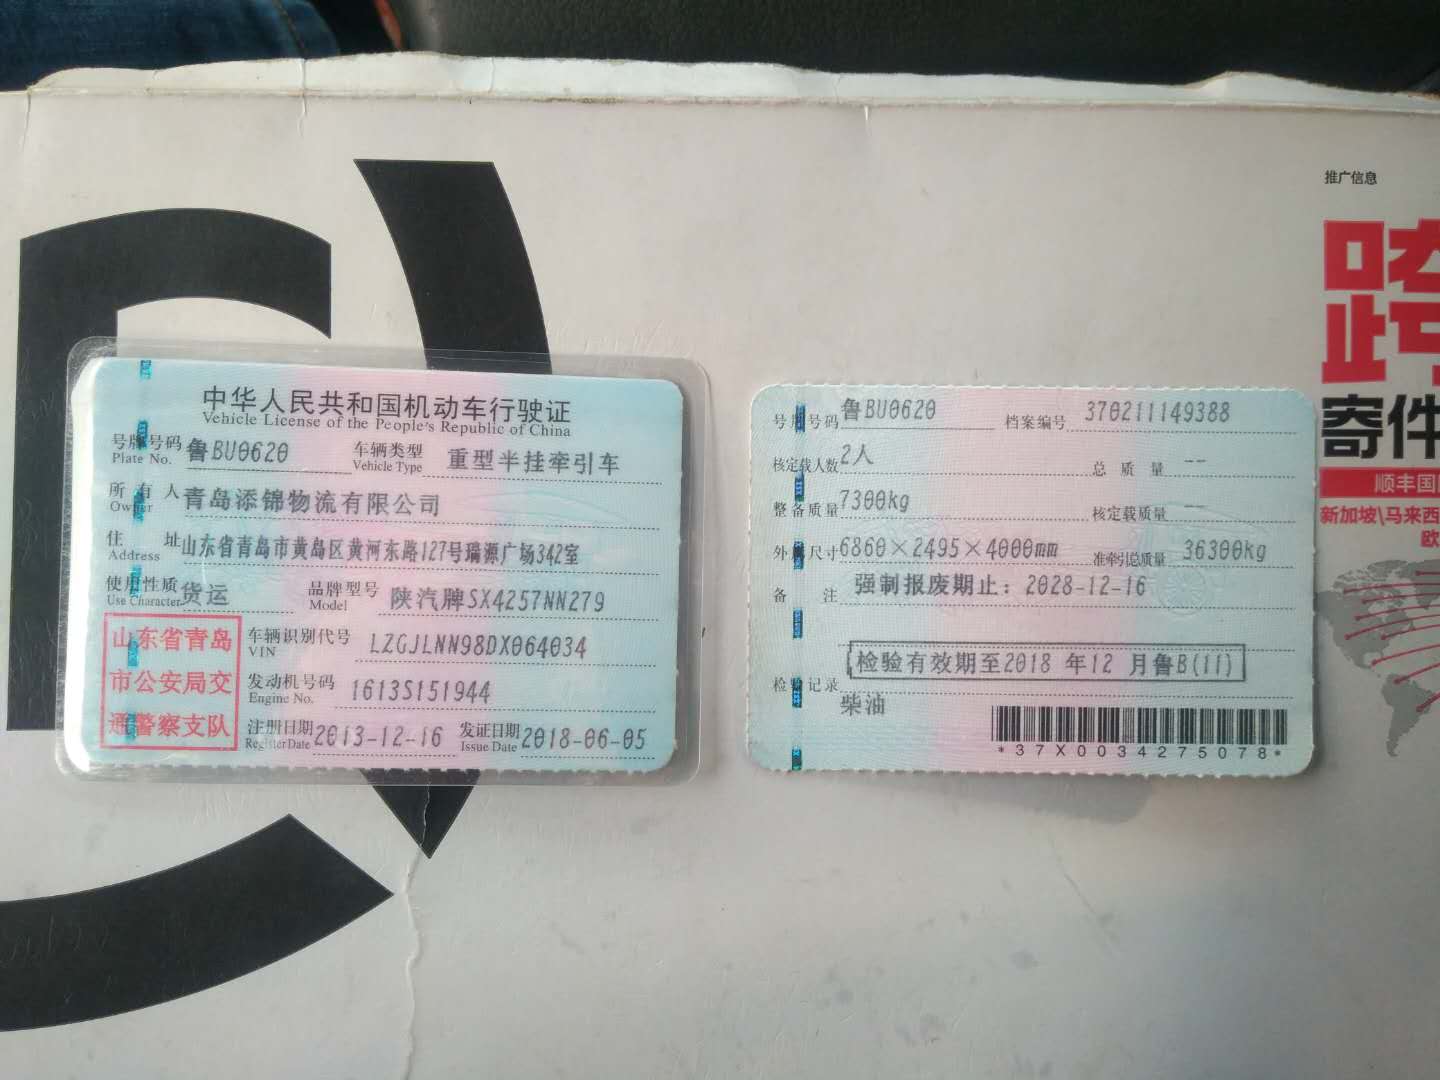 中华人民共和国机动车行驶证
Vehicle License of the People's Republic of China
号牌号码 鲁BU0620 车辆类型 重型半挂牵引车
Plate No. Vehicle Type
所有人 青岛添锦物流有限公司
Owner
住址 山东省青岛市黄岛区黄河东路127号瑞源广场342室
Address
使用性质 货运 品牌型号 陕汽牌SX4257NN279
Use Character Model
山东省青岛
市公安局交
通警察支队
车辆识别代号 LZGJLNN98DX064034
VIN
发动机号码 1613S151944
Engine No.
注册日期 2013-12-16 发证日期 2018-06-05
Register Date Issue Date
号牌号码 鲁BU0620 档案编号 370211149388
核定载人数 2人 总质量 --
整备质量 7300kg 核定载质量 --
外廓尺寸 6860×2495×4000mm 准牵引总质量 36300kg
备注 强制报废期止：2028-12-16
检验有效期至2018 年12 月鲁B(11)
检验记录
柴油
*37X0034275078*
推广信息
跨
寄件
顺丰国
新加坡\马来西
欧